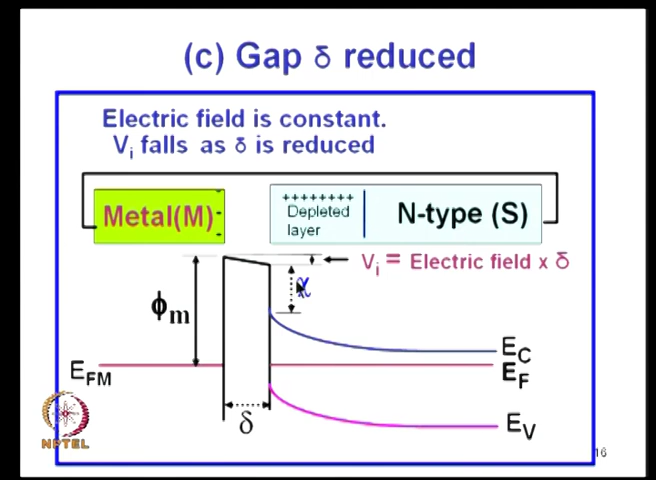 (c) Gap δ reduced
Electric field is constant.
Vi falls as δ is reduced
Metal(M)
++++++++
Depleted
layer
N-type (S)
Vi = Electric field x δ
χ
ϕm
EC
EFM
EF
δ
EV
NPTEL
16